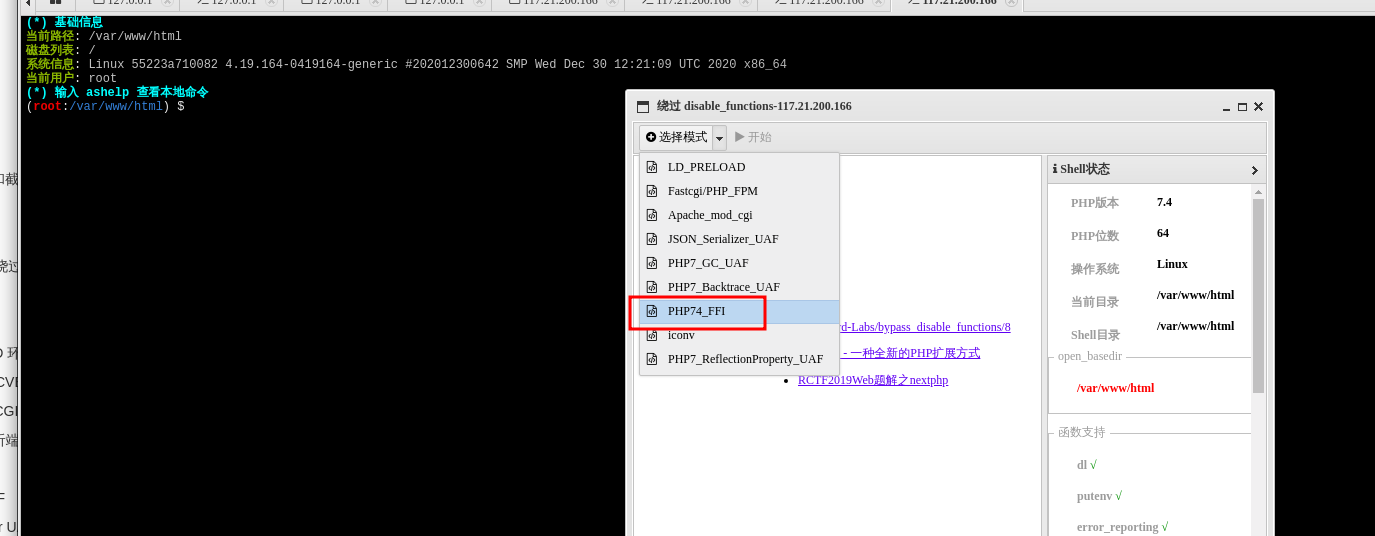 127.0.0.1
127.0.0.1
127.0.0.1
127.0.0.1
117.21.200.166
117.21.200.166
117.21.200.166
117.21.200.166
(*) 基础信息
当前路径: /var/www/html
磁盘列表: /
系统信息: Linux 55223a710082 4.19.164-0419164-generic #202012300642 SMP Wed Dec 30 12:21:09 UTC 2020 x86_64
当前用户: root
(*) 输入 ashelp 查看本地命令
(root:/var/www/html) $
绕过 disable_functions-117.21.200.166
选择模式
开始
LD_PRELOAD
Fastcgi/PHP_FPM
Apache_mod_cgi
JSON_Serializer_UAF
PHP7_GC_UAF
PHP7_Backtrace_UAF
PHP74_FFI
iconv
PHP7_ReflectionProperty_UAF
rd-Labs/bypass_disable_functions/8
- 一种全新的PHP扩展方式
RCTF2019Web题解之nextphp
Shell状态
PHP版本 7.4
PHP位数 64
操作系统 Linux
当前目录 /var/www/html
Shell目录 /var/www/html
open_basedir
/var/www/html
函数支持
dl √
putenv √
error_reporting √